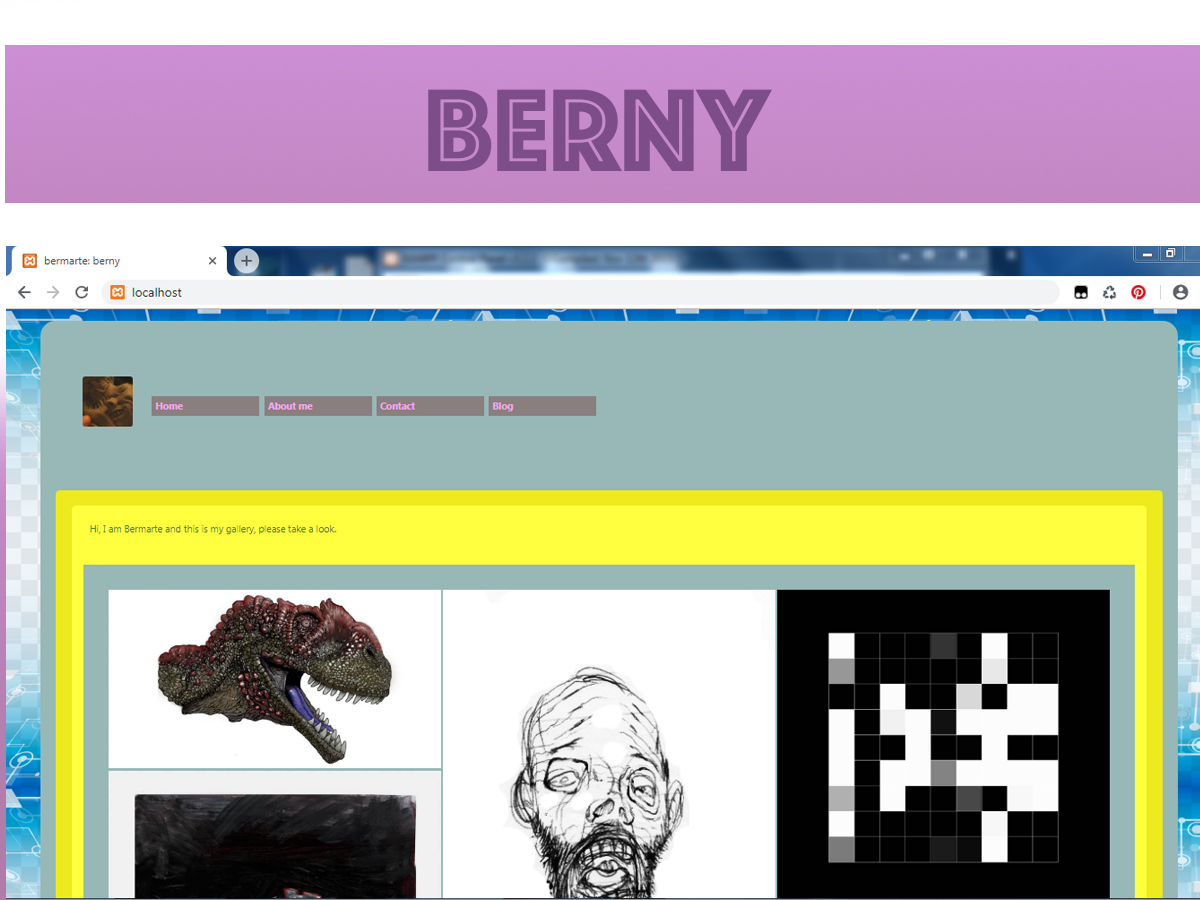 BERNY
bermarte: berny
localhost
Home
About me
Contact
Blog
Hi, I am Bermarte and this is my gallery, please take a look.